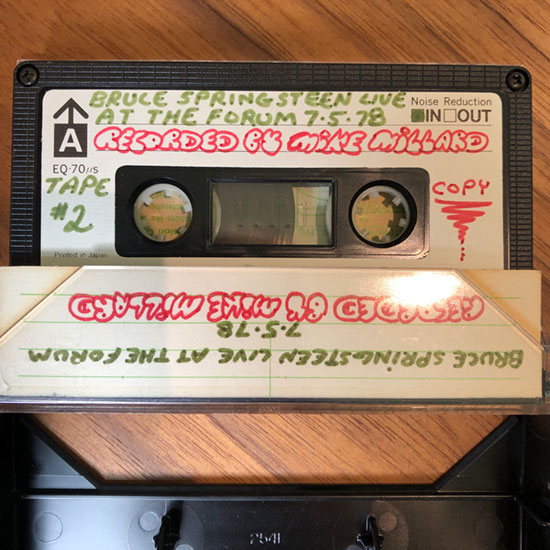 BRUCE SPRINGSTEEN LIVE
AT THE FORUM 7.5.78
Noise Reduction
IN OUT
RECORDED BY MIKE MILLARD
A
EQ·70µs
TAPE
#2
COPY
Printed in Japan
BRUCE SPRINGSTEEN LIVE AT THE FORUM
7.5.78
RECORDED BY MIKE MILLARD